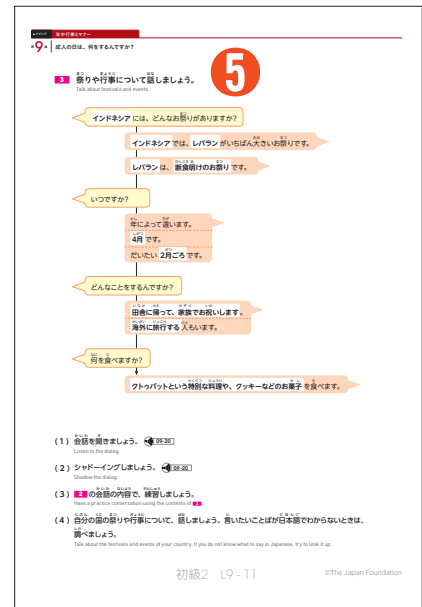 トピック 年中行事とマナー
第9課 成人の日は、何をするんですか？
5
3 祭りや行事について話しましょう。
Talk about festivals and events.
インドネシア には、どんなお祭りがありますか？
インドネシア では、レバラン がいちばん大きいお祭りです。
レバラン は、断食明けのお祭り です。
いつですか？
年によって違います。
4月 です。
だいたい 2月ごろ です。
どんなことをするんですか？
田舎に帰って、家族でお祝いします。
海外に旅行する 人もいます。
何を食べますか？
クトゥパットという特別な料理や、クッキーなどのお菓子 を食べます。
(1) 会話を聞きましょう。 09-20
Listen to the dialog.
(2) シャドーイングしましょう。 09-20
Shadow the dialog.
(3) 2 の会話の内容で、練習しましょう。
Have a practice conversation using the contents of 2.
(4) 自分の国の祭りや行事について、話しましょう。言いたいことばが日本語でわからないときは、
調べましょう。
Talk about the festivals and events of your country. If you do not know what to say in Japanese, try to look it up.
初級2 L9 - 11
©The Japan Foundation